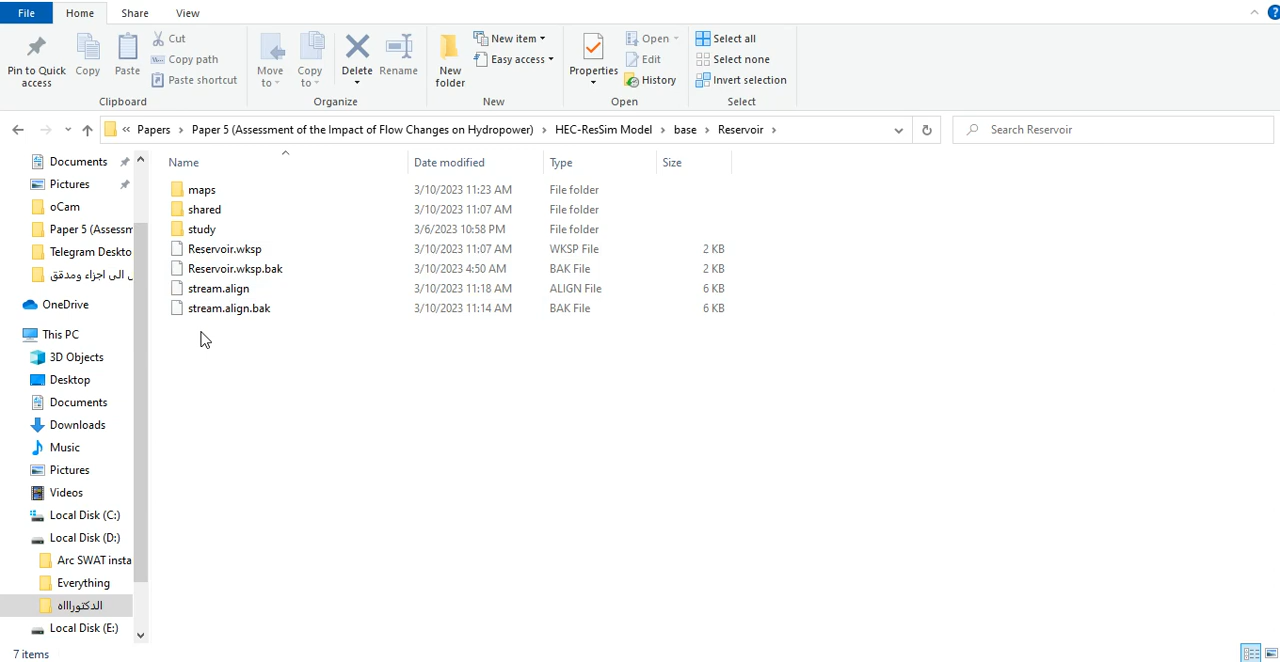 File Home Share View
Pin to Quick access
Copy
Paste
Cut
Copy path
Paste shortcut
Clipboard
Move to
Copy to
Delete
Rename
Organize
New folder
New item
Easy access
New
Properties
Open
Edit
History
Open
Select all
Select none
Invert selection
Select
« Papers › Paper 5 (Assessment of the Impact of Flow Changes on Hydropower) › HEC-ResSim Model › base › Reservoir ›
Search Reservoir
Documents
Pictures
oCam
Paper 5 (Assessm
Telegram Deskto
الى اجزاء ومدقق
OneDrive
This PC
3D Objects
Desktop
Documents
Downloads
Music
Pictures
Videos
Local Disk (C:)
Local Disk (D:)
Arc SWAT insta
Everything
الدكتوراااه
Local Disk (E:)
Name Date modified Type Size
maps 3/10/2023 11:23 AM File folder
shared 3/10/2023 11:07 AM File folder
study 3/6/2023 10:58 PM File folder
Reservoir.wksp 3/10/2023 11:07 AM WKSP File 2 KB
Reservoir.wksp.bak 3/10/2023 4:50 AM BAK File 2 KB
stream.align 3/10/2023 11:18 AM ALIGN File 6 KB
stream.align.bak 3/10/2023 11:14 AM BAK File 6 KB
7 items